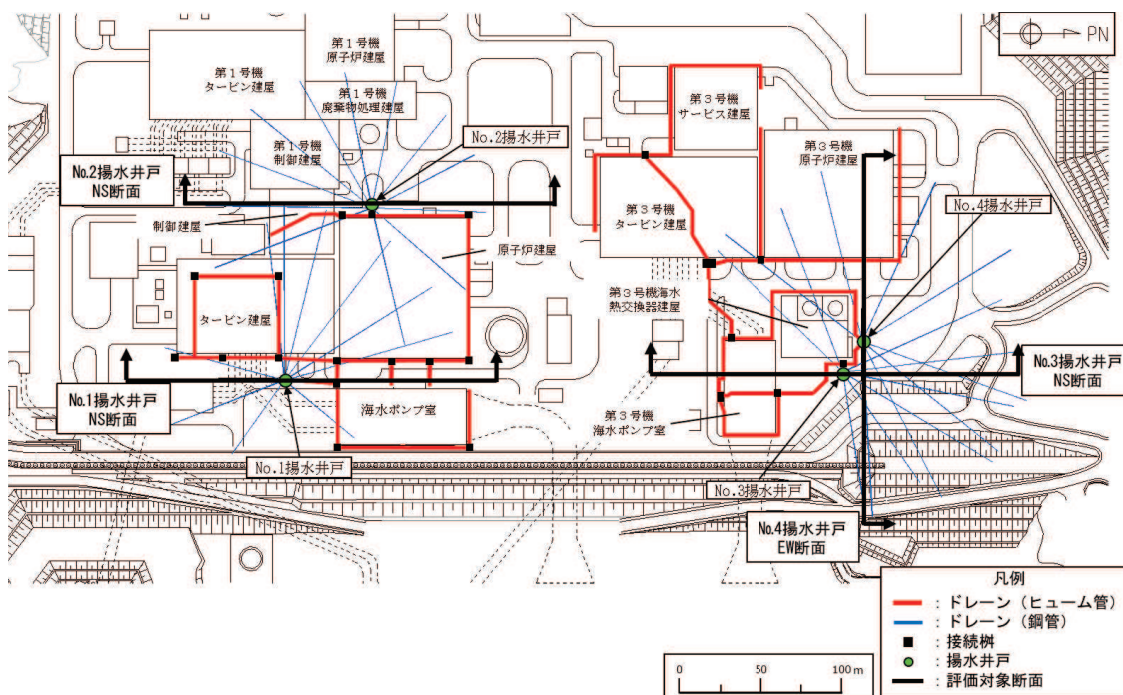 PN
第1号機
原子炉建屋
第1号機
タービン建屋
第1号機
廃棄物処理建屋
第1号機
制御建屋
No.2揚水井戸
No.2揚水井戸
NS断面
制御建屋
原子炉建屋
タービン建屋
No.1揚水井戸
NS断面
海水ポンプ室
No.1揚水井戸
第3号機
サービス建屋
第3号機
原子炉建屋
第3号機
タービン建屋
No.4揚水井戸
第3号機海水
熱交換器建屋
No.3揚水井戸
NS断面
第3号機
海水ポンプ室
No.3揚水井戸
No.4揚水井戸
EW断面
凡例
:ドレーン(ヒューム管)
:ドレーン(鋼管)
:接続桝
:揚水井戸
:評価対象断面
0 50 100m